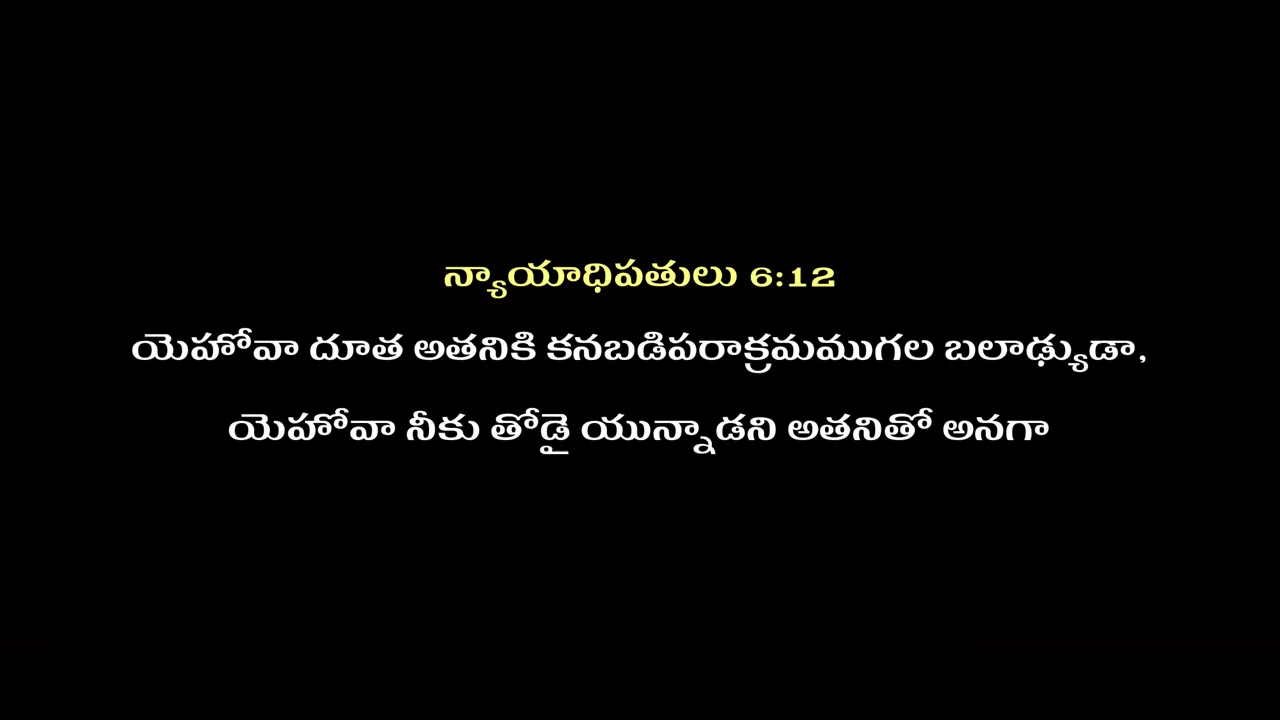 న్యాయాధిపతులు 6:12
యెహోవా దూత అతనికి కనబడిపరాక్రమముగల బలాఢ్యుడా,
యెహోవా నీకు తోడై యున్నాడని అతనితో అనగా